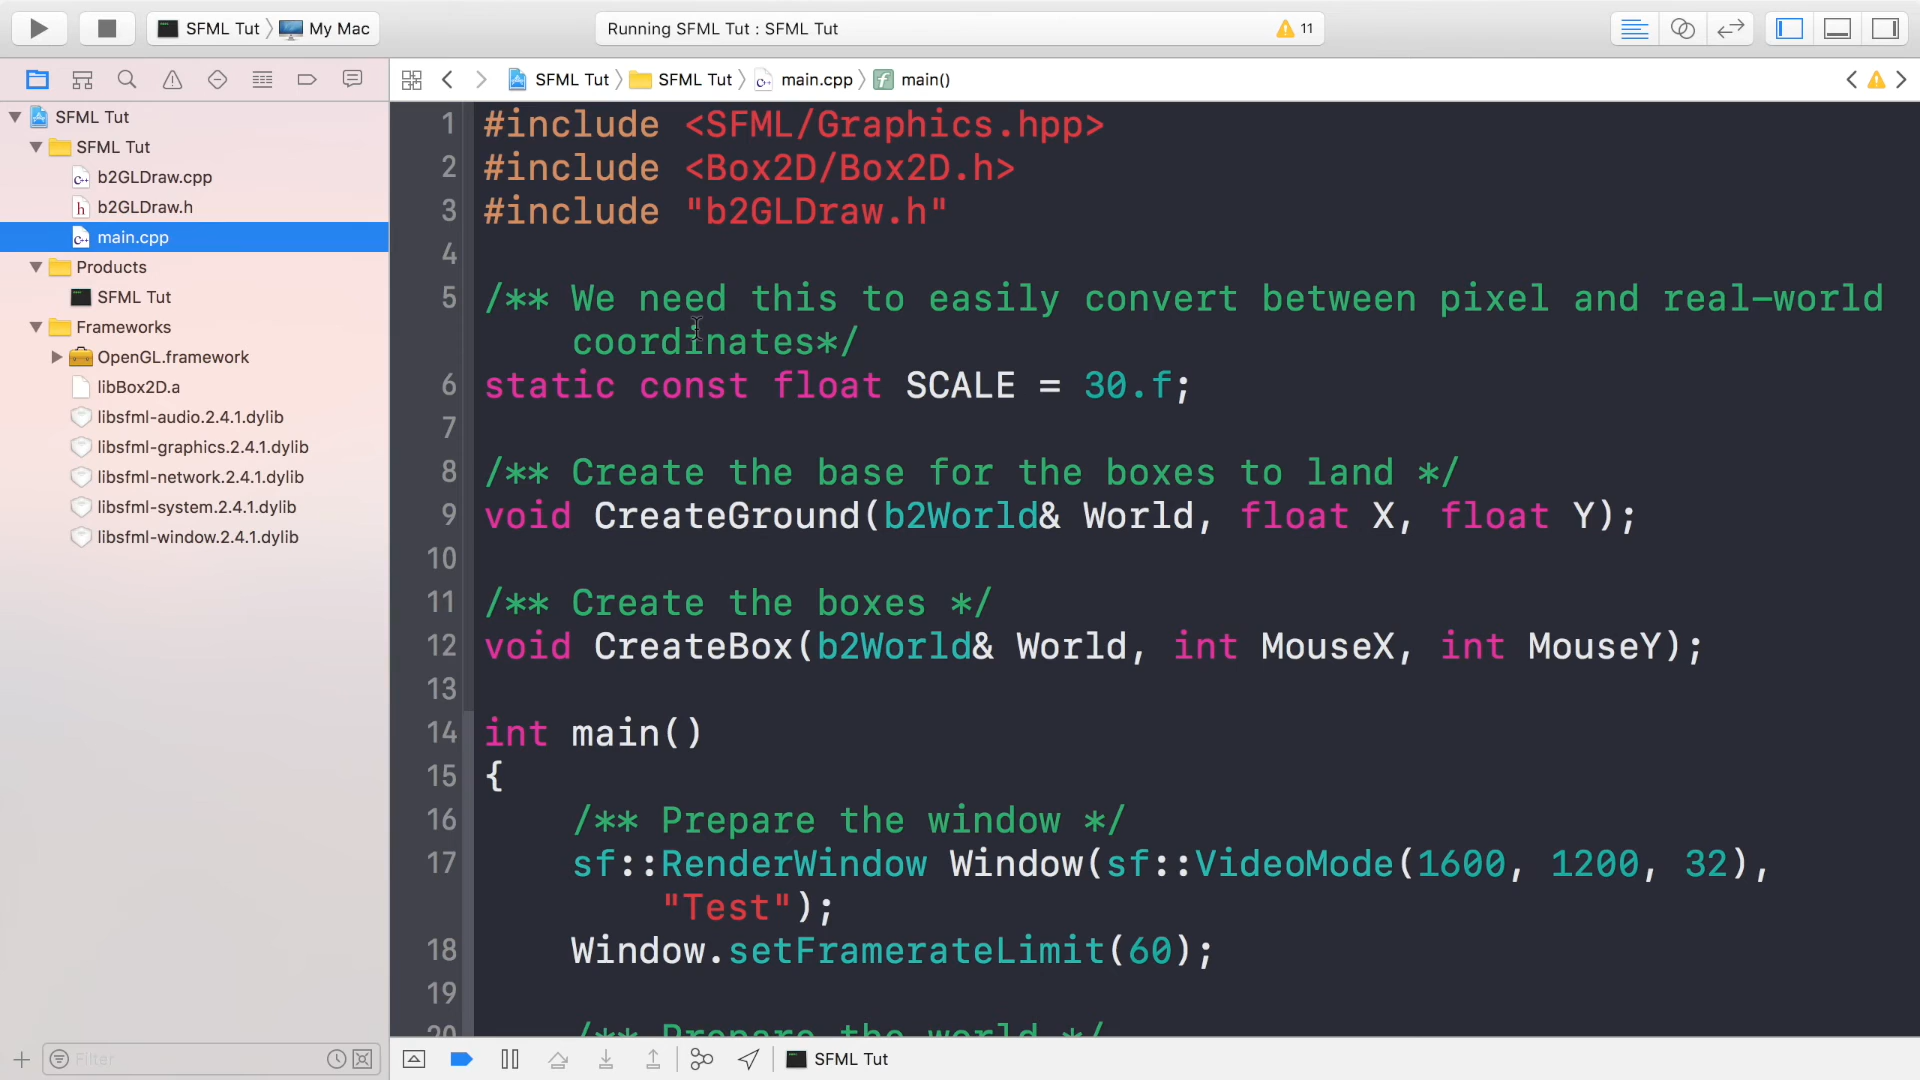 SFML Tut 〉 My Mac
Running SFML Tut : SFML Tut
11
SFML Tut 〉 SFML Tut 〉 main.cpp 〉 main()
SFML Tut
SFML Tut
b2GLDraw.cpp
b2GLDraw.h
main.cpp
Products
SFML Tut
Frameworks
OpenGL.framework
libBox2D.a
libsfml-audio.2.4.1.dylib
libsfml-graphics.2.4.1.dylib
libsfml-network.2.4.1.dylib
libsfml-system.2.4.1.dylib
libsfml-window.2.4.1.dylib
Filter
1 #include <SFML/Graphics.hpp>
2 #include <Box2D/Box2D.h>
3 #include "b2GLDraw.h"
4
5 /** We need this to easily convert between pixel and real-world
coordinates*/
6 static const float SCALE = 30.f;
7
8 /** Create the base for the boxes to land */
9 void CreateGround(b2World& World, float X, float Y);
10
11 /** Create the boxes */
12 void CreateBox(b2World& World, int MouseX, int MouseY);
13
14 int main()
15 {
16 /** Prepare the window */
17 sf::RenderWindow Window(sf::VideoMode(1600, 1200, 32),
"Test");
18 Window.setFramerateLimit(60);
19
20 /** Prepare the world */
SFML Tut